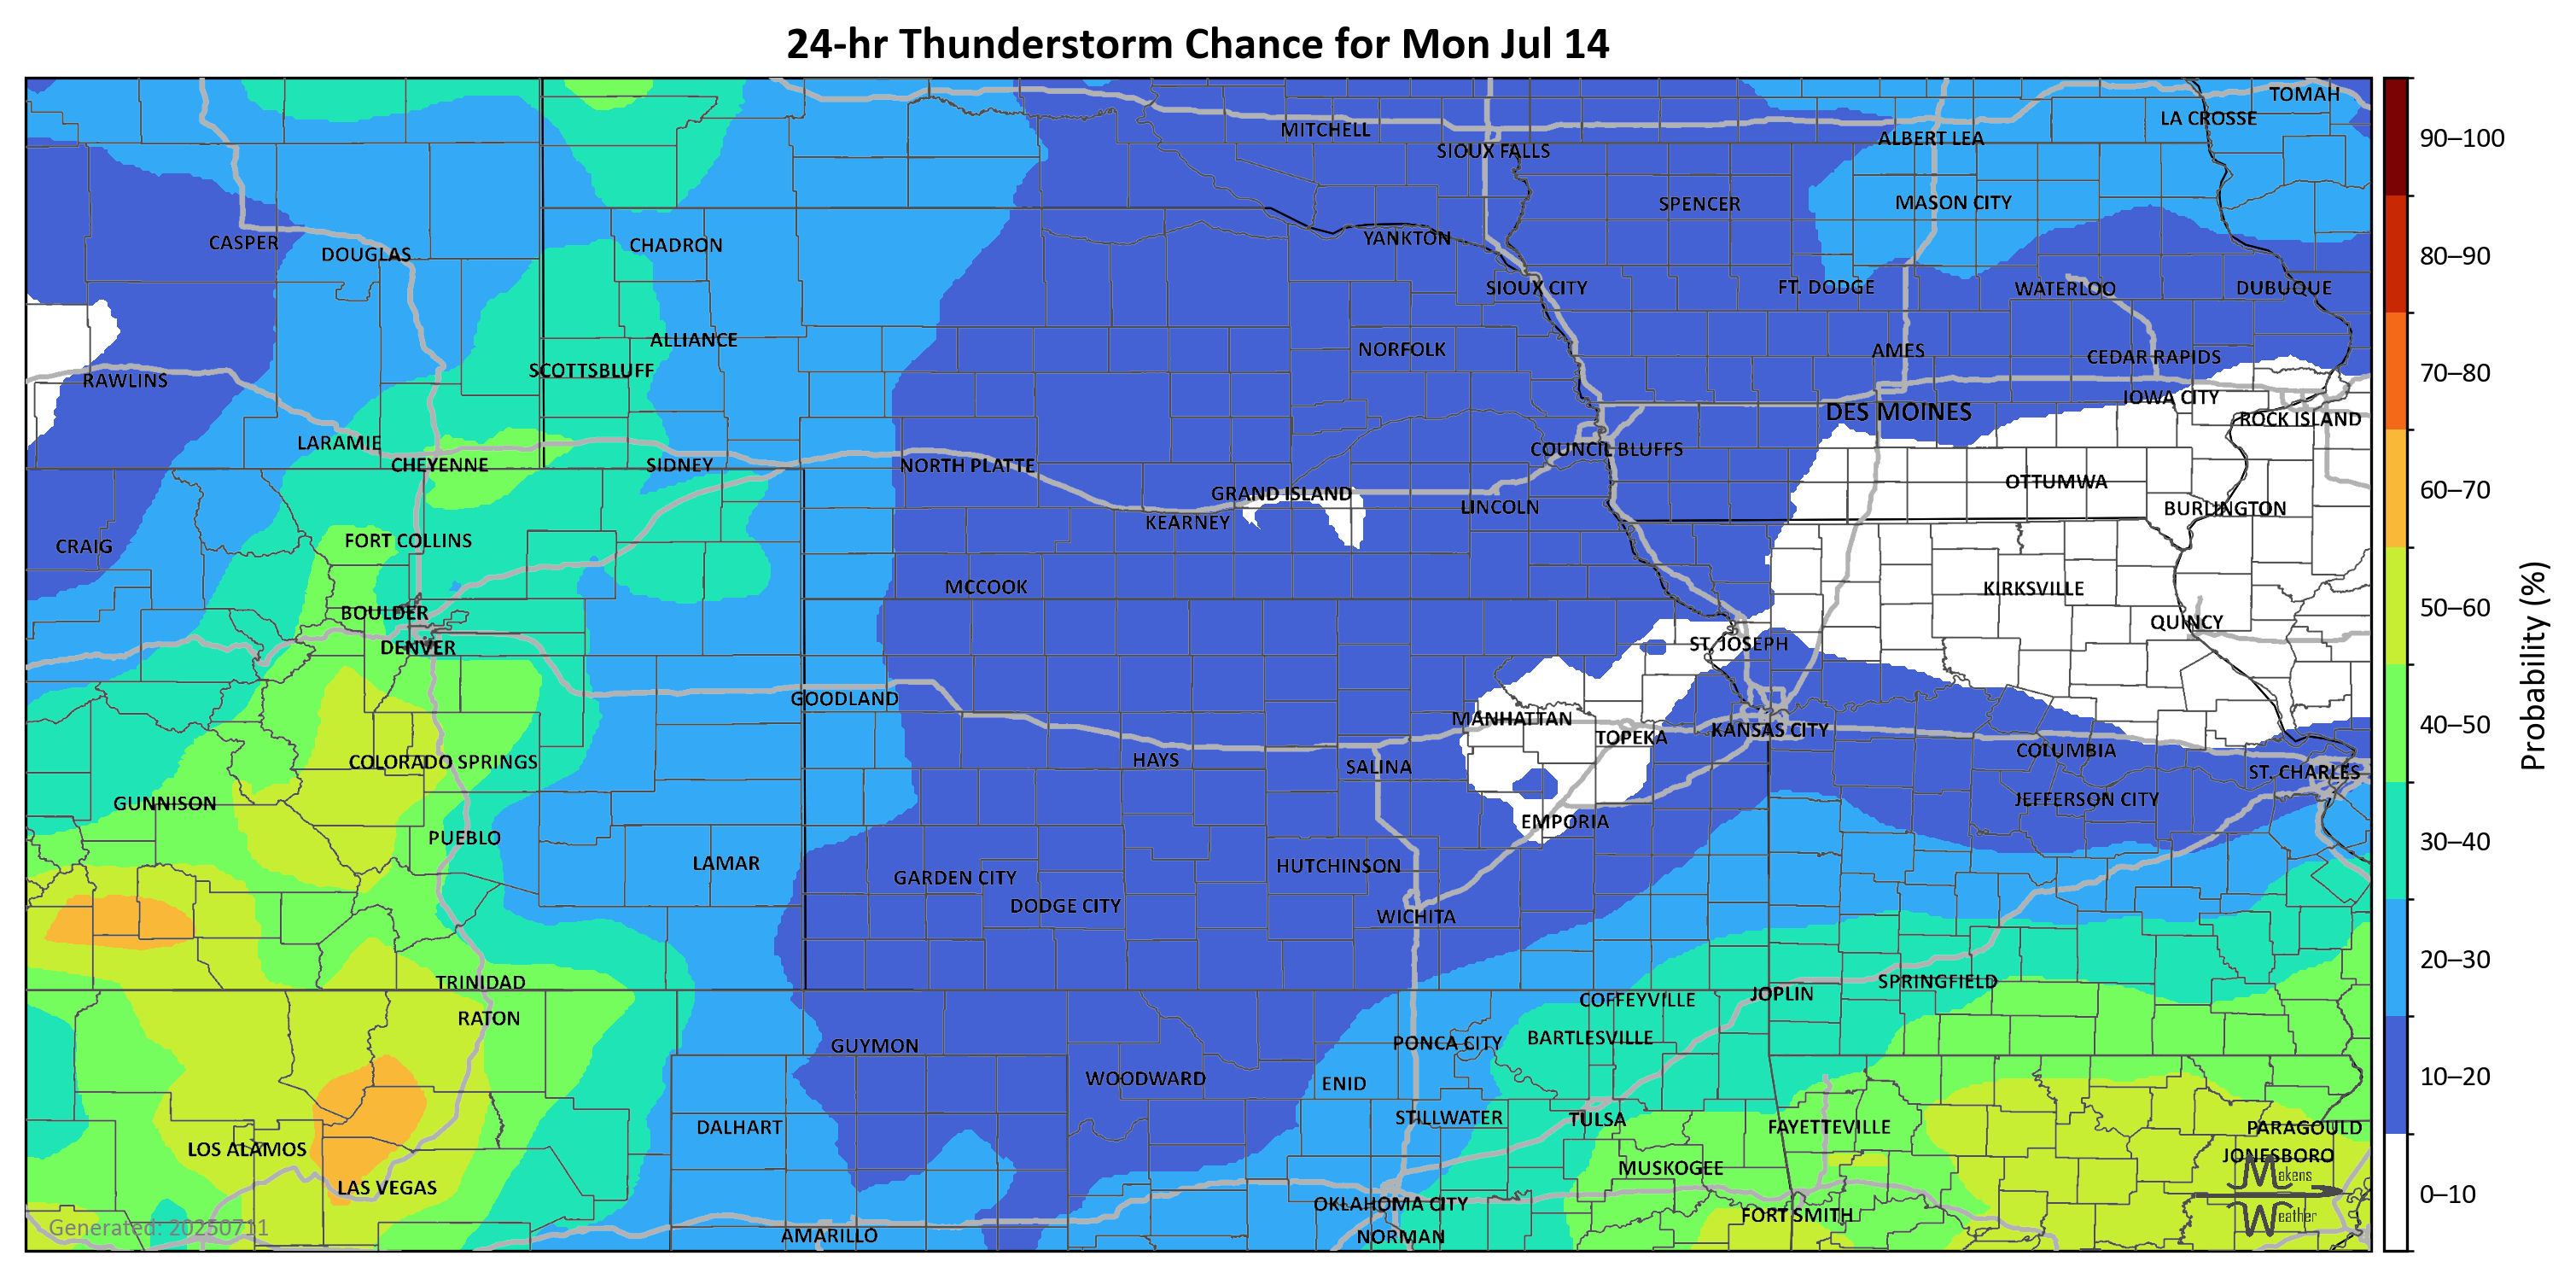 24-hr Thunderstorm Chance for Mon Jul 14
TOMAH
LA CROSSE
MITCHELL
ALBERT LEA
SIOUX FALLS
SPENCER
MASON CITY
CASPER
DOUGLAS
CHADRON
YANKTON
SIOUX CITY
FT. DODGE
WATERLOO
DUBUQUE
ALLIANCE
NORFOLK
AMES
CEDAR RAPIDS
SCOTTSBLUFF
RAWLINS
IOWA CITY
DES MOINES
ROCK ISLAND
LARAMIE
COUNCIL BLUFFS
CHEYENNE
SIDNEY
NORTH PLATTE
OTTUMWA
GRAND ISLAND
LINCOLN
BURLINGTON
KEARNEY
FORT COLLINS
CRAIG
MCCOOK
KIRKSVILLE
BOULDER
QUINCY
DENVER
ST. JOSEPH
GOODLAND
MANHATTAN
TOPEKA
KANSAS CITY
COLUMBIA
COLORADO SPRINGS
HAYS
SALINA
ST. CHARLES
GUNNISON
JEFFERSON CITY
EMPORIA
PUEBLO
LAMAR
HUTCHINSON
GARDEN CITY
DODGE CITY
WICHITA
TRINIDAD
SPRINGFIELD
JOPLIN
COFFEYVILLE
RATON
BARTLESVILLE
PONCA CITY
GUYMON
WOODWARD
ENID
STILLWATER
TULSA
DALHART
FAYETTEVILLE
PARAGOULD
LOS ALAMOS
JONESBORO
MUSKOGEE
LAS VEGAS
OKLAHOMA CITY
FORT SMITH
AMARILLO
NORMAN
Generated: 20250711
Makens
Weather
90–100
80–90
70–80
60–70
50–60
40–50
30–40
20–30
10–20
0–10
Probability (%)